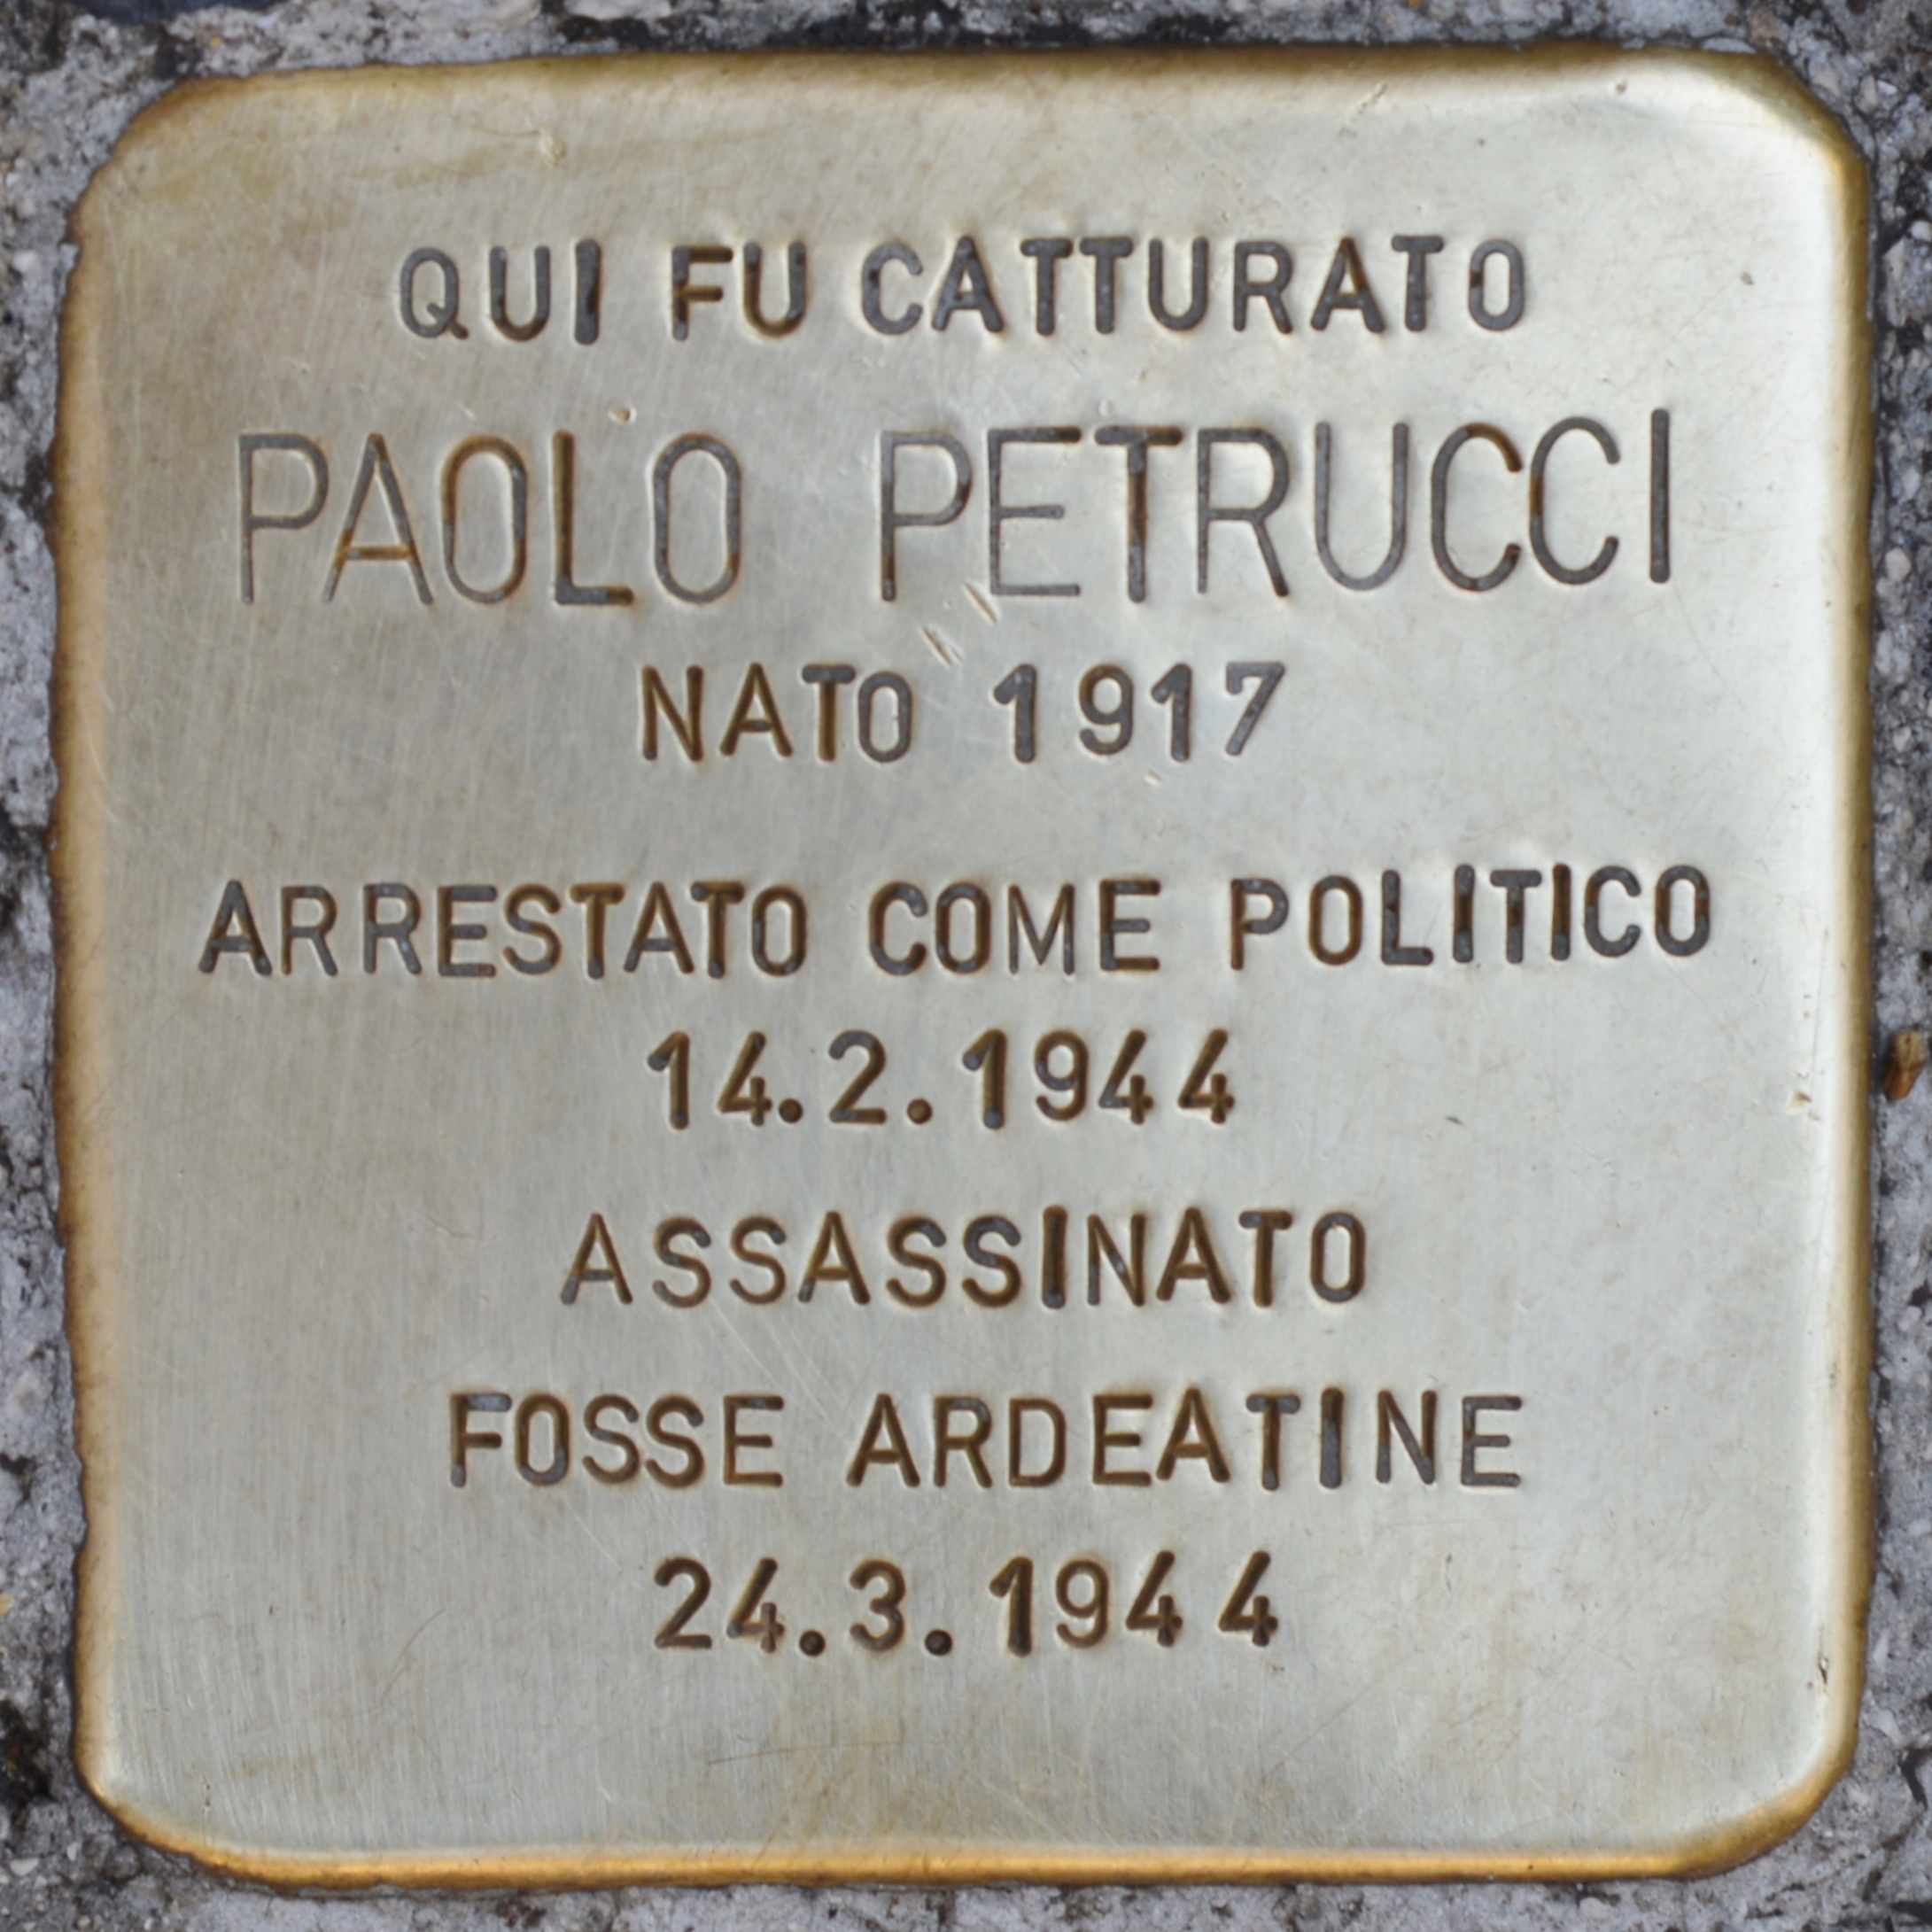 QUI FU CATTURATO
PAOLO PETRUCCI
NATO 1917
ARRESTATO COME POLITICO
14.2.1944
ASSASSINATO
FOSSE ARDEATINE
24.3.1944